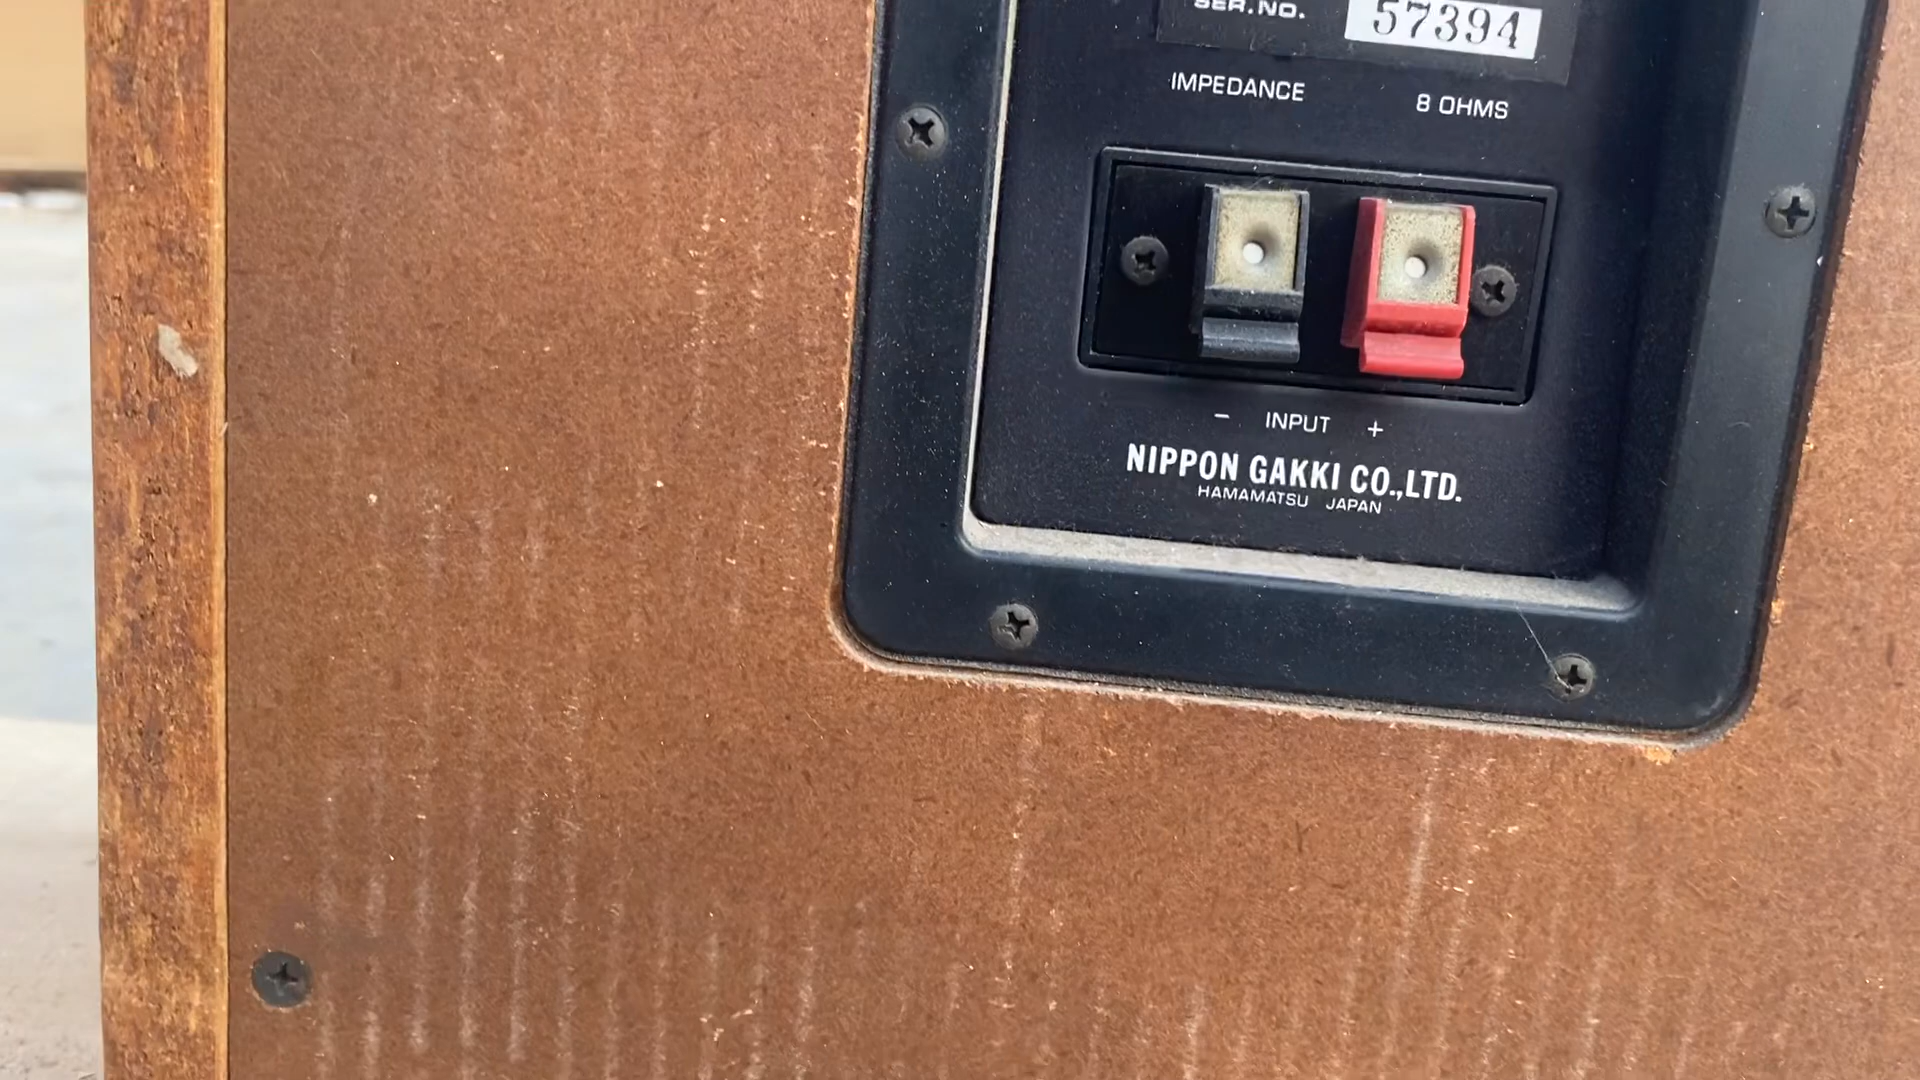 SER.NO. 57394
IMPEDANCE 8 OHMS
– INPUT +
NIPPON GAKKI CO.,LTD.
HAMAMATSU JAPAN